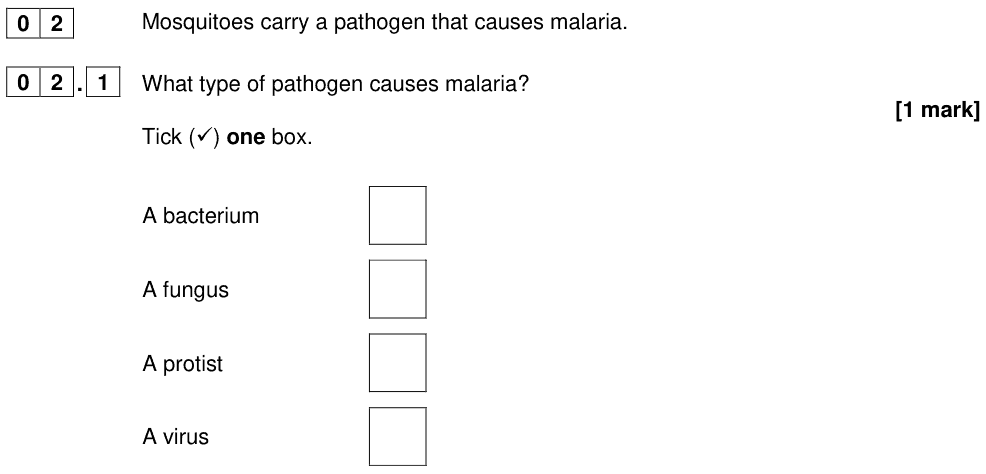 0 2 Mosquitoes carry a pathogen that causes malaria.
0 2 . 1 What type of pathogen causes malaria?
[1 mark]
Tick (✓) one box.
A bacterium
A fungus
A protist
A virus